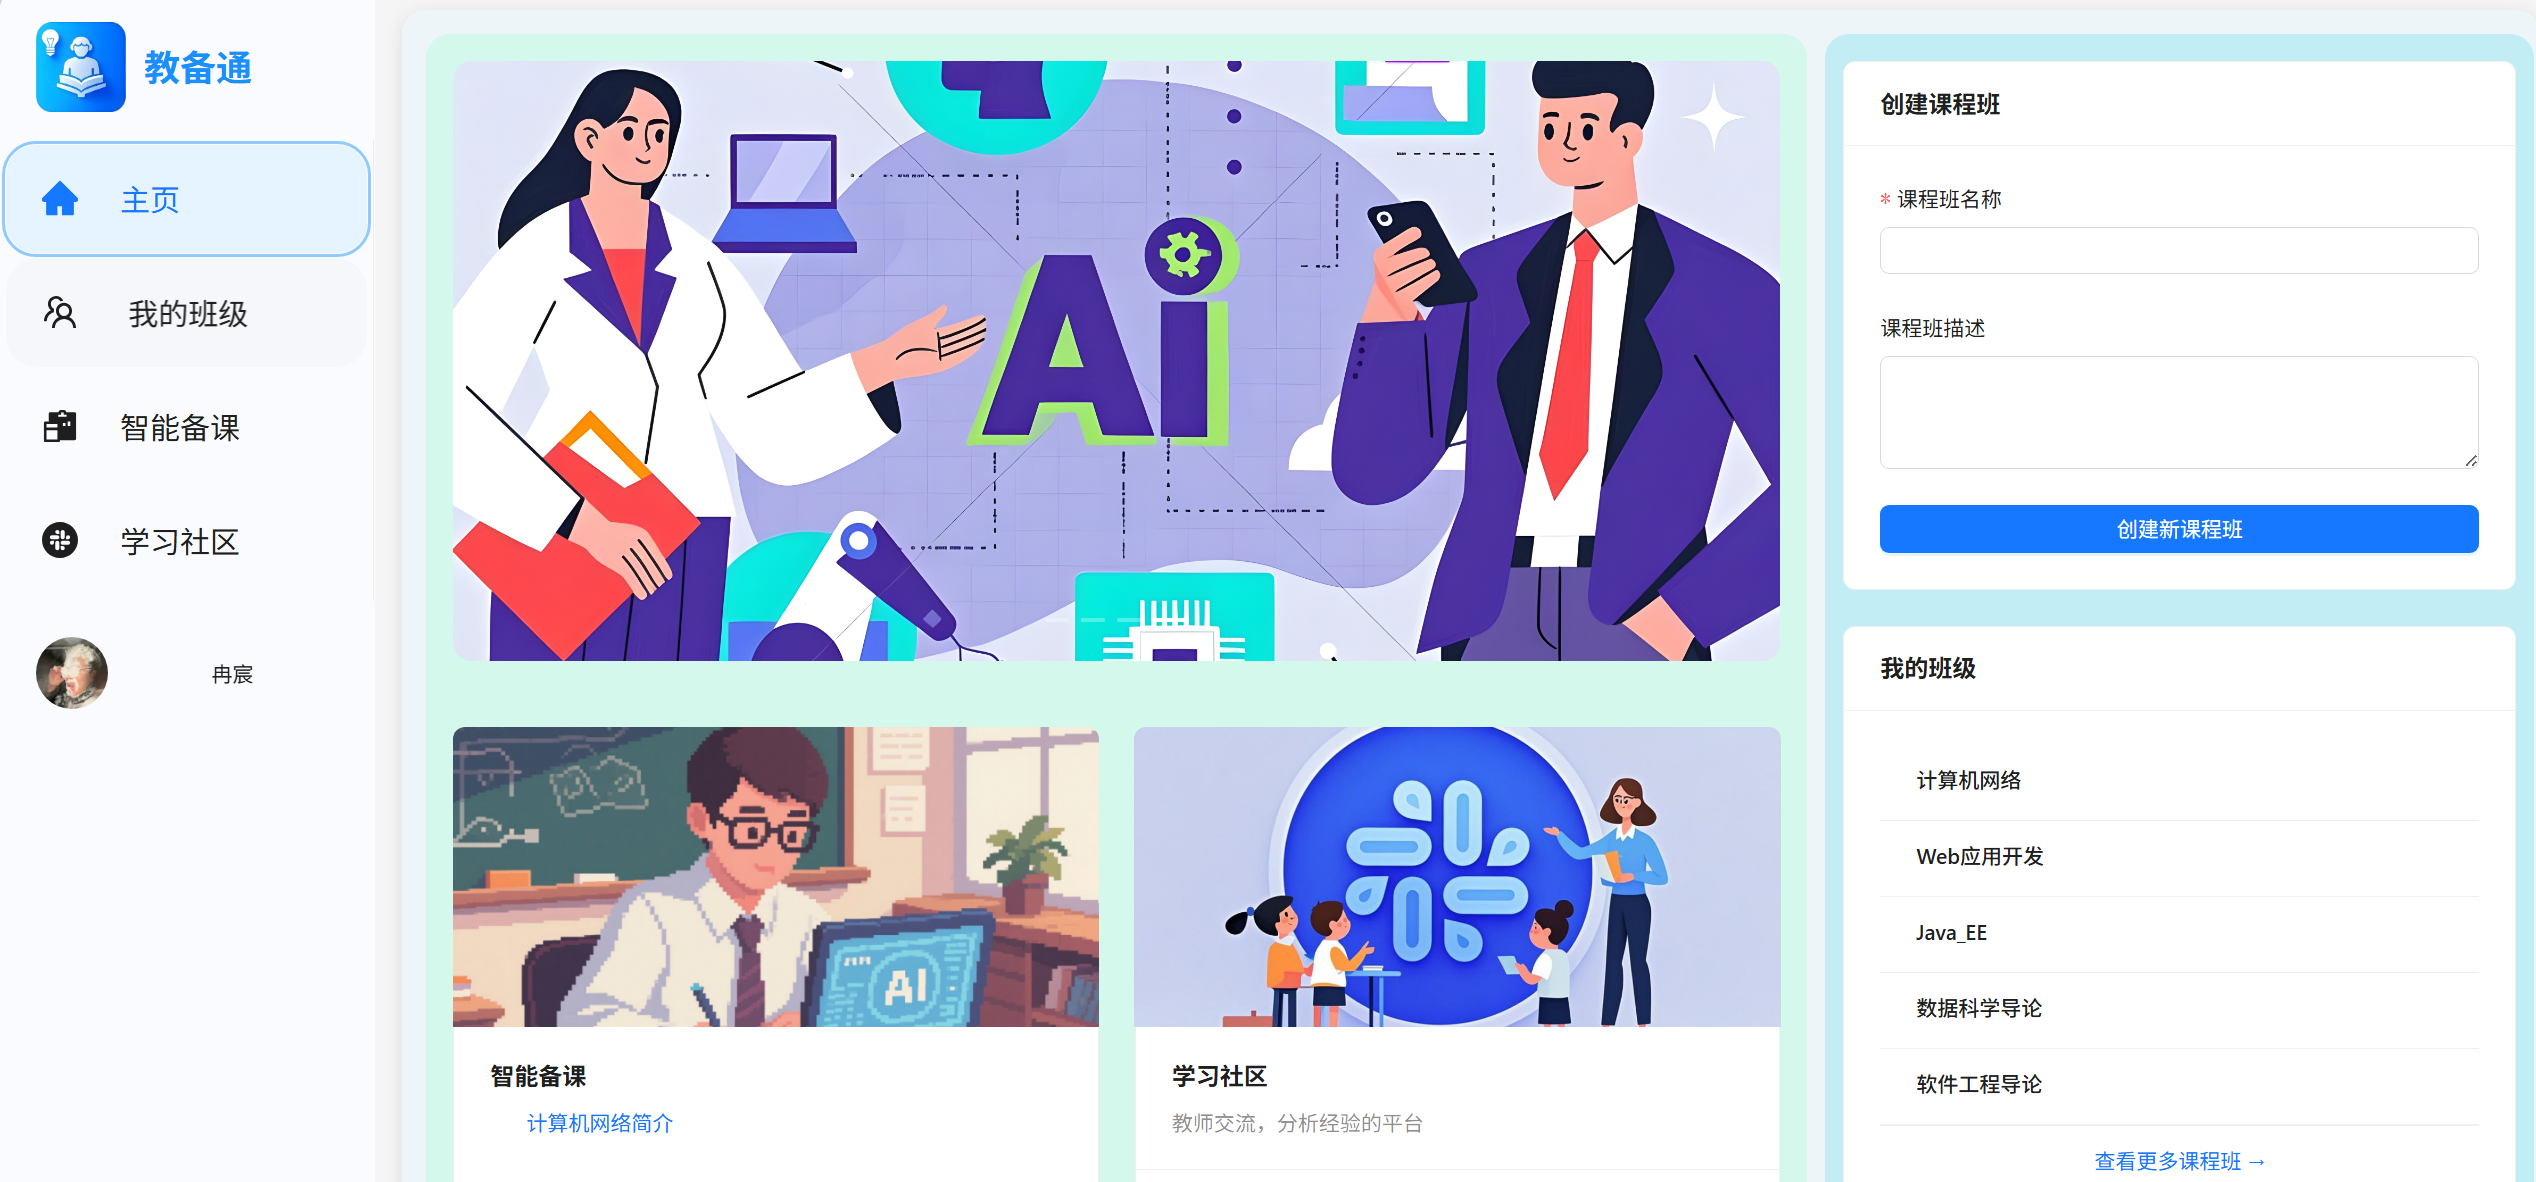 教备通
主页
我的班级
智能备课
学习社区
冉宸
Ai
AI
智能备课
计算机网络简介
学习社区
教师交流，分析经验的平台
创建课程班
* 课程班名称
课程班描述
创建新课程班
我的班级
计算机网络
Web应用开发
Java_EE
数据科学导论
软件工程导论
查看更多课程班 →